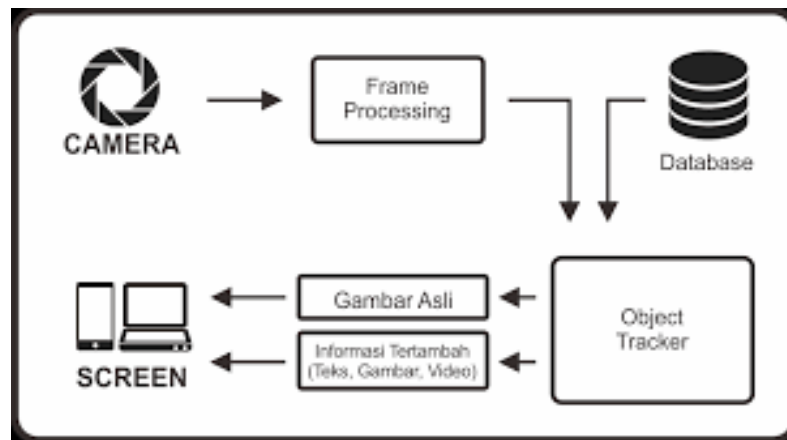 Frame
Processing
CAMERA
Database
Gambar Asli
Object
Tracker
Informasi Tertambah
(Teks, Gambar, Video)
SCREEN